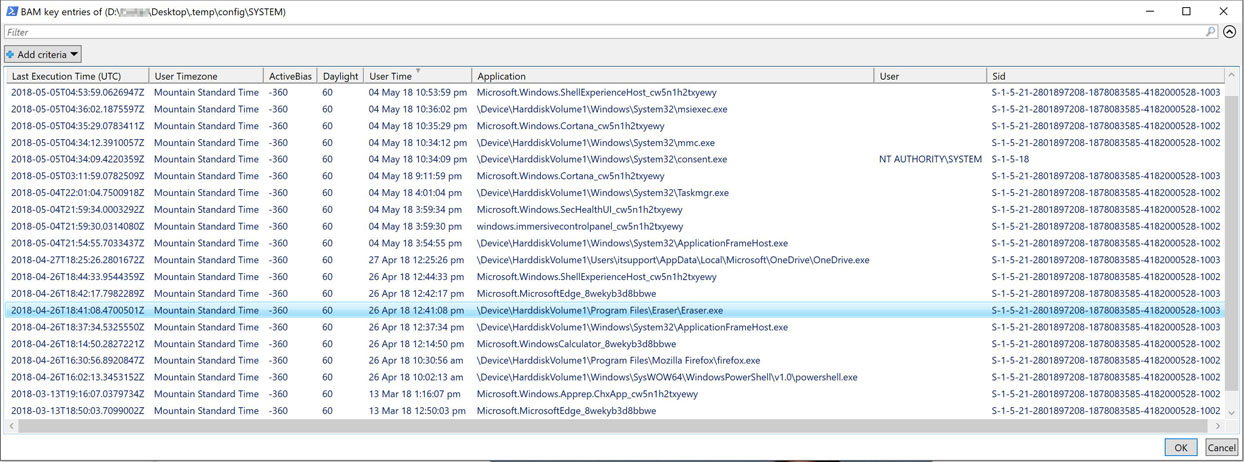 BAM key entries of (D:\ \Desktop\.temp\config\SYSTEM)
Filter
Add criteria
Last Execution Time (UTC) User Timezone ActiveBias Daylight User Time Application User Sid
2018-05-05T04:53:59.0626947Z Mountain Standard Time -360 60 04 May 18 10:53:59 pm Microsoft.Windows.ShellExperienceHost_cw5n1h2txyewy S-1-5-21-2801897208-1878083585-4182000528-1003
2018-05-05T04:36:02.1875597Z Mountain Standard Time -360 60 04 May 18 10:36:02 pm \Device\HarddiskVolume1\Windows\System32\msiexec.exe S-1-5-21-2801897208-1878083585-4182000528-1002
2018-05-05T04:35:29.0783411Z Mountain Standard Time -360 60 04 May 18 10:35:29 pm Microsoft.Windows.Cortana_cw5n1h2txyewy S-1-5-21-2801897208-1878083585-4182000528-1002
2018-05-05T04:34:12.3910057Z Mountain Standard Time -360 60 04 May 18 10:34:12 pm \Device\HarddiskVolume1\Windows\System32\mmc.exe S-1-5-21-2801897208-1878083585-4182000528-1002
2018-05-05T04:34:09.4220359Z Mountain Standard Time -360 60 04 May 18 10:34:09 pm \Device\HarddiskVolume1\Windows\System32\consent.exe NT AUTHORITY\SYSTEM S-1-5-18
2018-05-05T03:11:59.0782509Z Mountain Standard Time -360 60 04 May 18 9:11:59 pm Microsoft.Windows.Cortana_cw5n1h2txyewy S-1-5-21-2801897208-1878083585-4182000528-1003
2018-05-04T22:01:04.7500918Z Mountain Standard Time -360 60 04 May 18 4:01:04 pm \Device\HarddiskVolume1\Windows\System32\Taskmgr.exe S-1-5-21-2801897208-1878083585-4182000528-1002
2018-05-04T21:59:34.0003292Z Mountain Standard Time -360 60 04 May 18 3:59:34 pm Microsoft.Windows.SecHealthUI_cw5n1h2txyewy S-1-5-21-2801897208-1878083585-4182000528-1002
2018-05-04T21:59:30.0314080Z Mountain Standard Time -360 60 04 May 18 3:59:30 pm windows.immersivecontrolpanel_cw5n1h2txyewy S-1-5-21-2801897208-1878083585-4182000528-1002
2018-05-04T21:54:55.7033437Z Mountain Standard Time -360 60 04 May 18 3:54:55 pm \Device\HarddiskVolume1\Windows\System32\ApplicationFrameHost.exe S-1-5-21-2801897208-1878083585-4182000528-1002
2018-04-27T18:25:26.2801672Z Mountain Standard Time -360 60 27 Apr 18 12:25:26 pm \Device\HarddiskVolume1\Users\itsupport\AppData\Local\Microsoft\OneDrive\OneDrive.exe S-1-5-21-2801897208-1878083585-4182000528-1002
2018-04-26T18:44:33.9544359Z Mountain Standard Time -360 60 26 Apr 18 12:44:33 pm Microsoft.Windows.ShellExperienceHost_cw5n1h2txyewy S-1-5-21-2801897208-1878083585-4182000528-1002
2018-04-26T18:42:17.7982289Z Mountain Standard Time -360 60 26 Apr 18 12:42:17 pm Microsoft.MicrosoftEdge_8wekyb3d8bbwe S-1-5-21-2801897208-1878083585-4182000528-1003
2018-04-26T18:41:08.4700501Z Mountain Standard Time -360 60 26 Apr 18 12:41:08 pm \Device\HarddiskVolume1\Program Files\Eraser\Eraser.exe S-1-5-21-2801897208-1878083585-4182000528-1003
2018-04-26T18:37:34.5325550Z Mountain Standard Time -360 60 26 Apr 18 12:37:34 pm \Device\HarddiskVolume1\Windows\System32\ApplicationFrameHost.exe S-1-5-21-2801897208-1878083585-4182000528-1003
2018-04-26T18:14:50.2827221Z Mountain Standard Time -360 60 26 Apr 18 12:14:50 pm Microsoft.WindowsCalculator_8wekyb3d8bbwe S-1-5-21-2801897208-1878083585-4182000528-1002
2018-04-26T16:30:56.8920847Z Mountain Standard Time -360 60 26 Apr 18 10:30:56 am \Device\HarddiskVolume1\Program Files\Mozilla Firefox\firefox.exe S-1-5-21-2801897208-1878083585-4182000528-1002
2018-04-26T16:02:13.3453152Z Mountain Standard Time -360 60 26 Apr 18 10:02:13 am \Device\HarddiskVolume1\Windows\SysWOW64\WindowsPowerShell\v1.0\powershell.exe S-1-5-21-2801897208-1878083585-4182000528-1002
2018-03-13T19:16:07.0379734Z Mountain Standard Time -360 60 13 Mar 18 1:16:07 pm Microsoft.Windows.Apprep.ChxApp_cw5n1h2txyewy S-1-5-21-2801897208-1878083585-4182000528-1002
2018-03-13T18:50:03.7099002Z Mountain Standard Time -360 60 13 Mar 18 12:50:03 pm Microsoft.MicrosoftEdge_8wekyb3d8bbwe S-1-5-21-2801897208-1878083585-4182000528-1002
OK Cancel